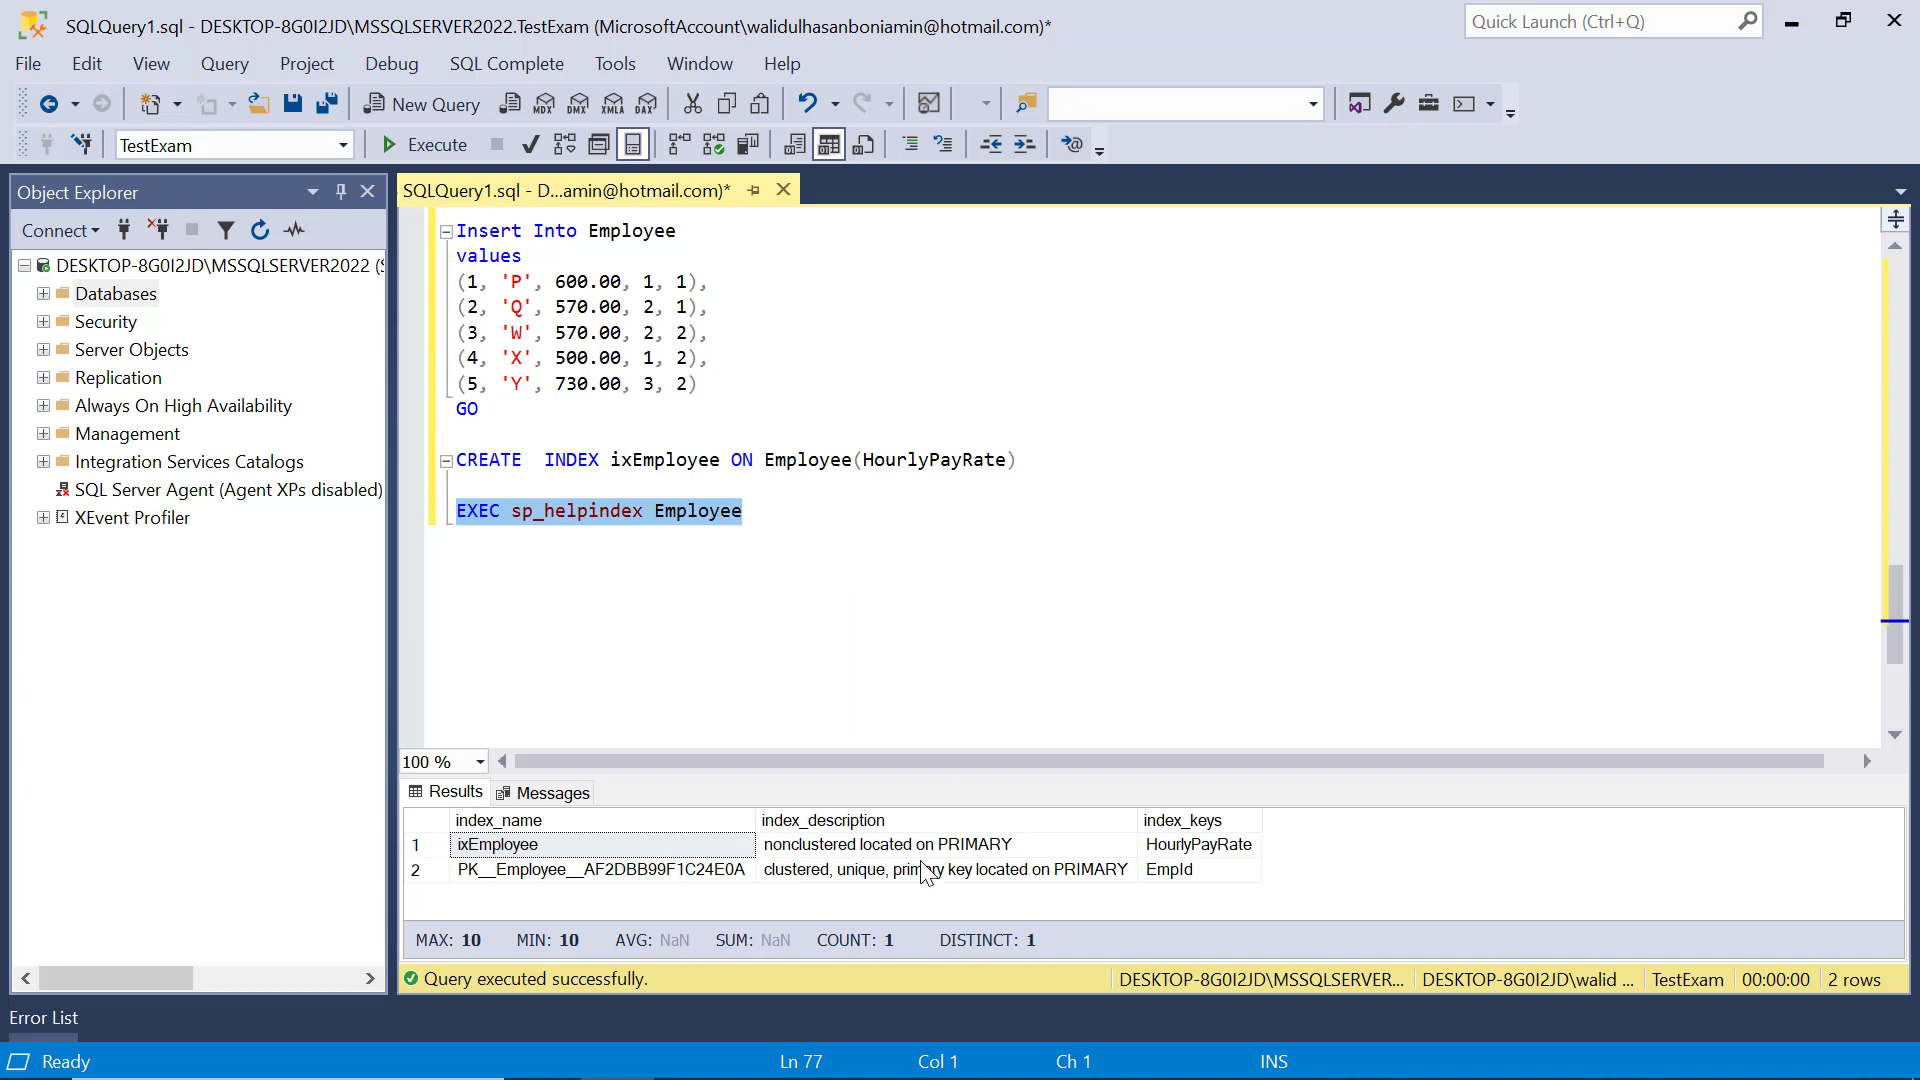 SQLQuery1.sql - DESKTOP-8G0I2JD\MSSQLSERVER2022.TestExam (MicrosoftAccount\walidulhasanboniamin@hotmail.com)*
Quick Launch (Ctrl+Q)
File Edit View Query Project Debug SQL Complete Tools Window Help
New Query MDX DMX XMLA DAX
TestExam Execute
Object Explorer
SQLQuery1.sql - D...amin@hotmail.com)*
Connect
DESKTOP-8G0I2JD\MSSQLSERVER2022 (S
Databases
Security
Server Objects
Replication
Always On High Availability
Management
Integration Services Catalogs
SQL Server Agent (Agent XPs disabled)
XEvent Profiler
Insert Into Employee
values
(1, 'P', 600.00, 1, 1),
(2, 'Q', 570.00, 2, 1),
(3, 'W', 570.00, 2, 2),
(4, 'X', 500.00, 1, 2),
(5, 'Y', 730.00, 3, 2)
GO
CREATE  INDEX ixEmployee ON Employee(HourlyPayRate)
EXEC sp_helpindex Employee
100 %
Results Messages
index_name index_description index_keys
1 ixEmployee nonclustered located on PRIMARY HourlyPayRate
2 PK__Employee__AF2DBB99F1C24E0A clustered, unique, primary key located on PRIMARY EmpId
MAX: 10 MIN: 10 AVG: NaN SUM: NaN COUNT: 1 DISTINCT: 1
Query executed successfully. DESKTOP-8G0I2JD\MSSQLSERVER... DESKTOP-8G0I2JD\walid ... TestExam 00:00:00 2 rows
Error List
Ready Ln 77 Col 1 Ch 1 INS